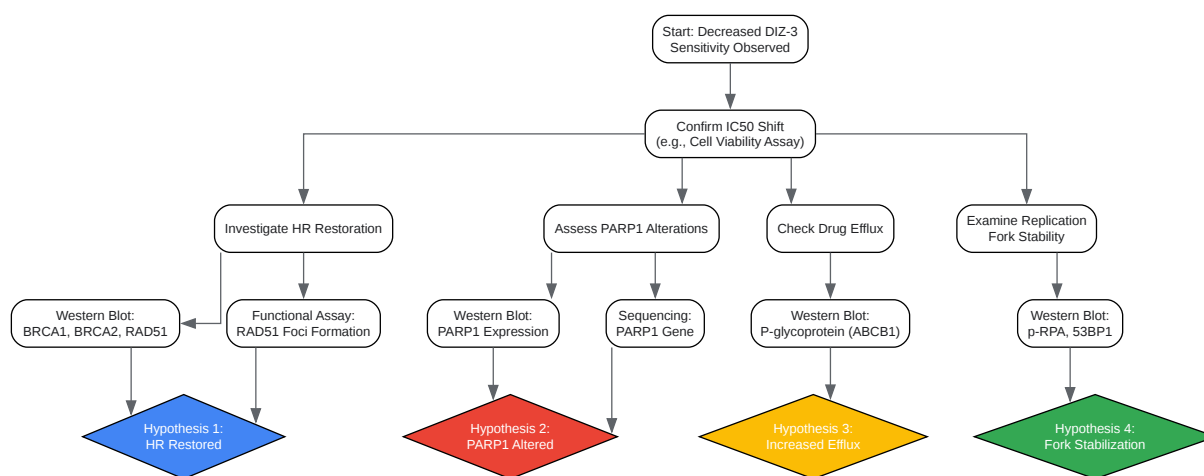 Start: Decreased DIZ-3
Sensitivity Observed
Confirm IC50 Shift
(e.g., Cell Viability Assay)
Investigate HR Restoration
Assess PARP1 Alterations
Check Drug Efflux
Examine Replication
Fork Stability
Western Blot:
BRCA1, BRCA2, RAD51
Functional Assay:
RAD51 Foci Formation
Western Blot:
PARP1 Expression
Sequencing:
PARP1 Gene
Western Blot:
P-glycoprotein (ABCB1)
Western Blot:
p-RPA, 53BP1
Hypothesis 1:
HR Restored
Hypothesis 2:
PARP1 Altered
Hypothesis 3:
Increased Efflux
Hypothesis 4:
Fork Stabilization